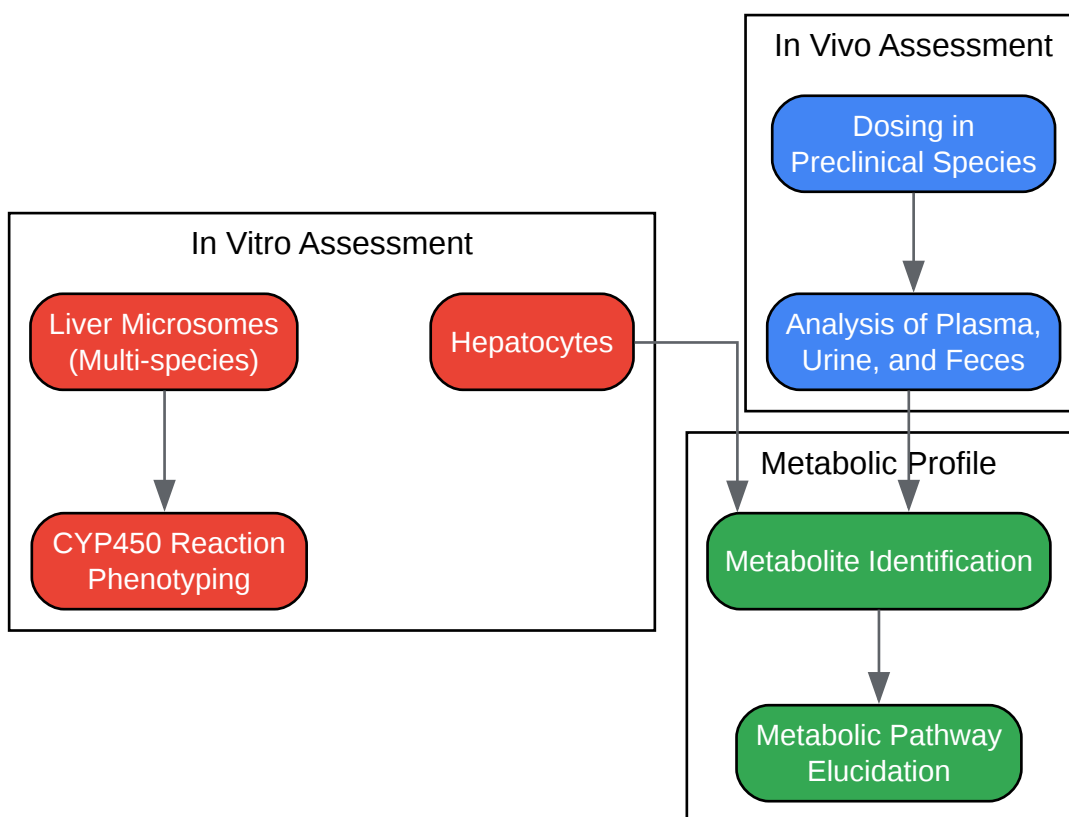 In Vivo Assessment
Dosing in
Preclinical Species
Analysis of Plasma,
Urine, and Feces
In Vitro Assessment
Liver Microsomes
(Multi-species)
Hepatocytes
CYP450 Reaction
Phenotyping
Metabolic Profile
Metabolite Identification
Metabolic Pathway
Elucidation